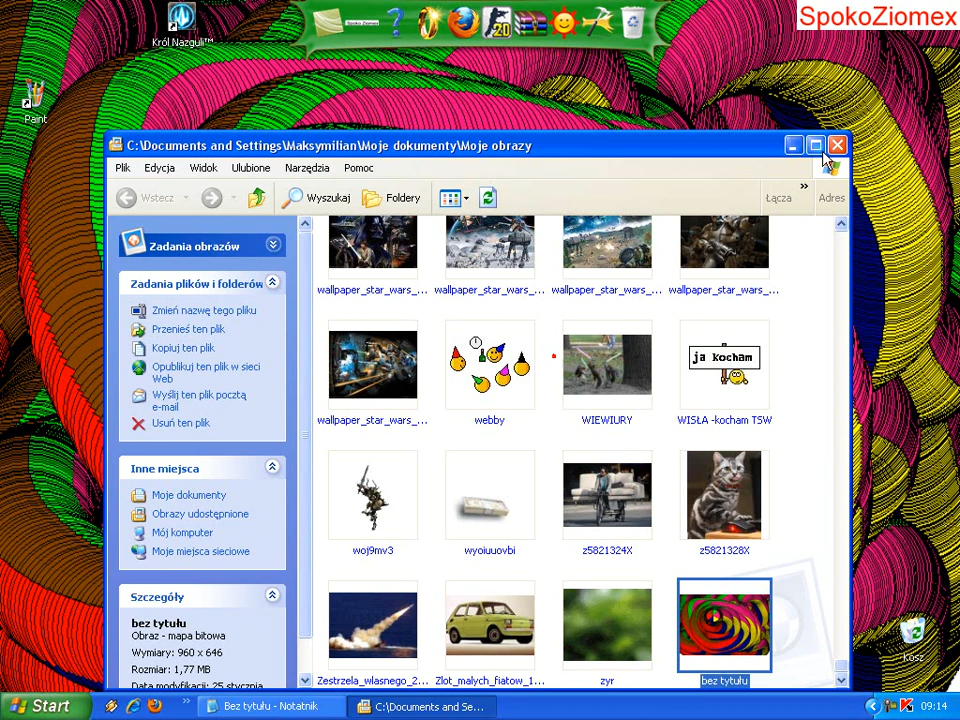 SpokoZiomex
Spoko Ziomex
20
Król Nazguli™
Paint
C:\Documents and Settings\Maksymilian\Moje dokumenty\Moje obrazy
Plik Edycja Widok Ulubione Narzędzia Pomoc
Wstecz Wyszukaj Foldery Łącza » Adres
Zadania obrazów
Zadania plików i folderów
Zmień nazwę tego pliku
Przenieś ten plik
Kopiuj ten plik
Opublikuj ten plik w sieci
Web
Wyślij ten plik pocztą
e-mail
Usuń ten plik
Inne miejsca
Moje dokumenty
Obrazy udostępnione
Mój komputer
Moje miejsca sieciowe
Szczegóły
bez tytułu
Obraz - mapa bitowa
Wymiary: 960 x 646
Rozmiar: 1,77 MB
Data modyfikacji: 25 stycznia
wallpaper_star_wars_... wallpaper_star_wars_... wallpaper_star_wars_... wallpaper_star_wars_...
ja kocham
wallpaper_star_wars_... webby WIEWIURY WISŁA -kocham TSW
woj9mv3 wyoiuuovbi z5821324X z5821328X
Zestrzela_wlasnego_2... Zlot_malych_fiatow_1... zyr bez tytułu
Kosz
Start » Bez tytułu - Notatnik C:\Documents and Se... 09:14